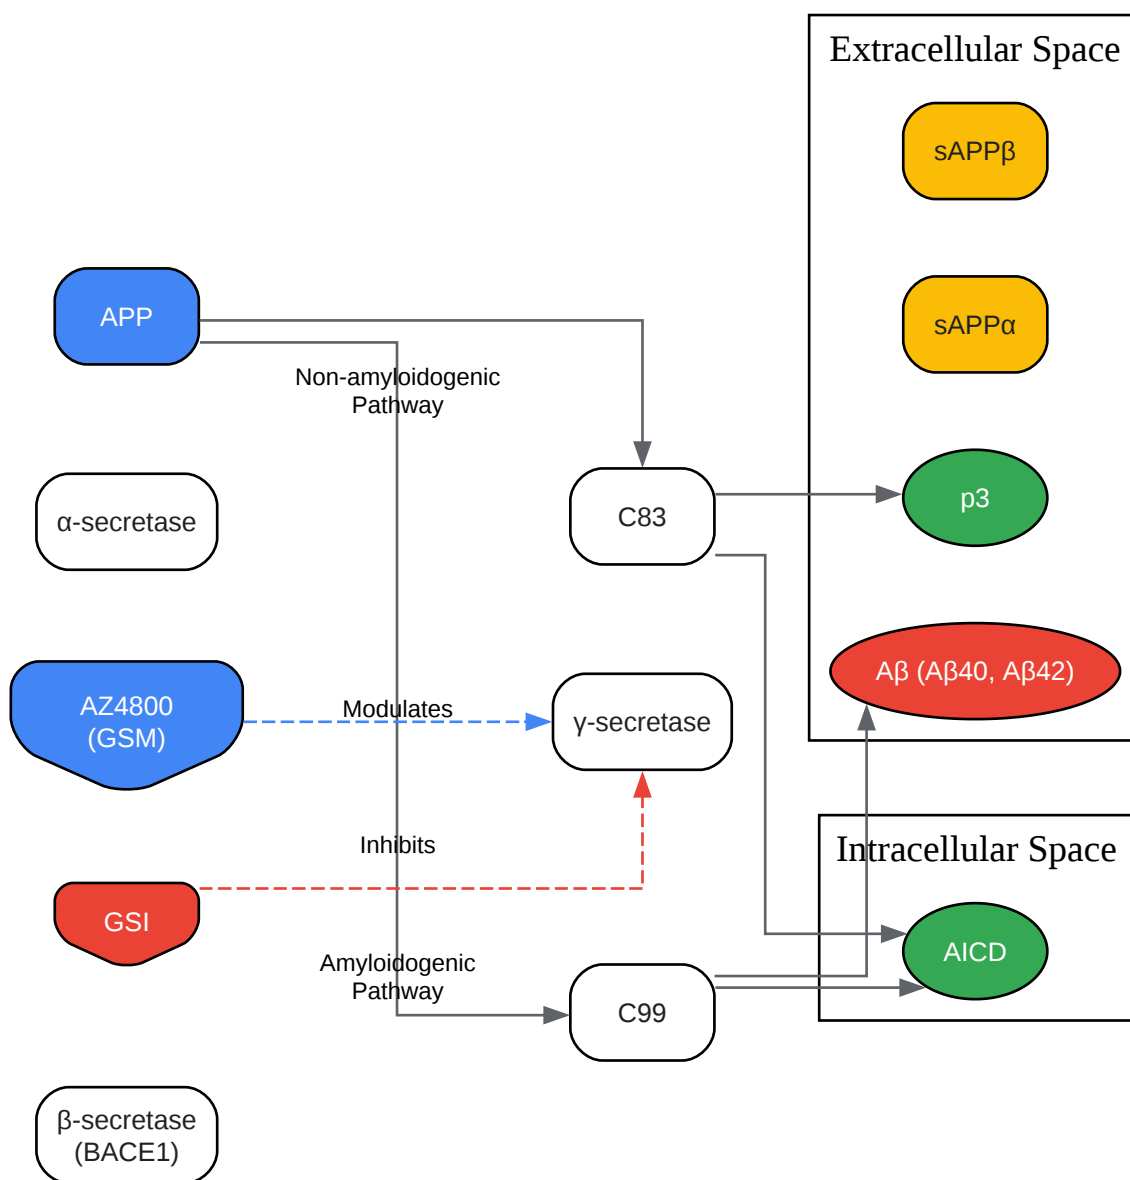 Extracellular Space
sAPPβ
APP
sAPPα
Non-amyloidogenic
Pathway
α-secretase
C83
p3
AZ4800
(GSM)
Modulates
γ-secretase
Aβ (Aβ40, Aβ42)
Inhibits
Intracellular Space
GSI
Amyloidogenic
Pathway
C99
AICD
β-secretase
(BACE1)